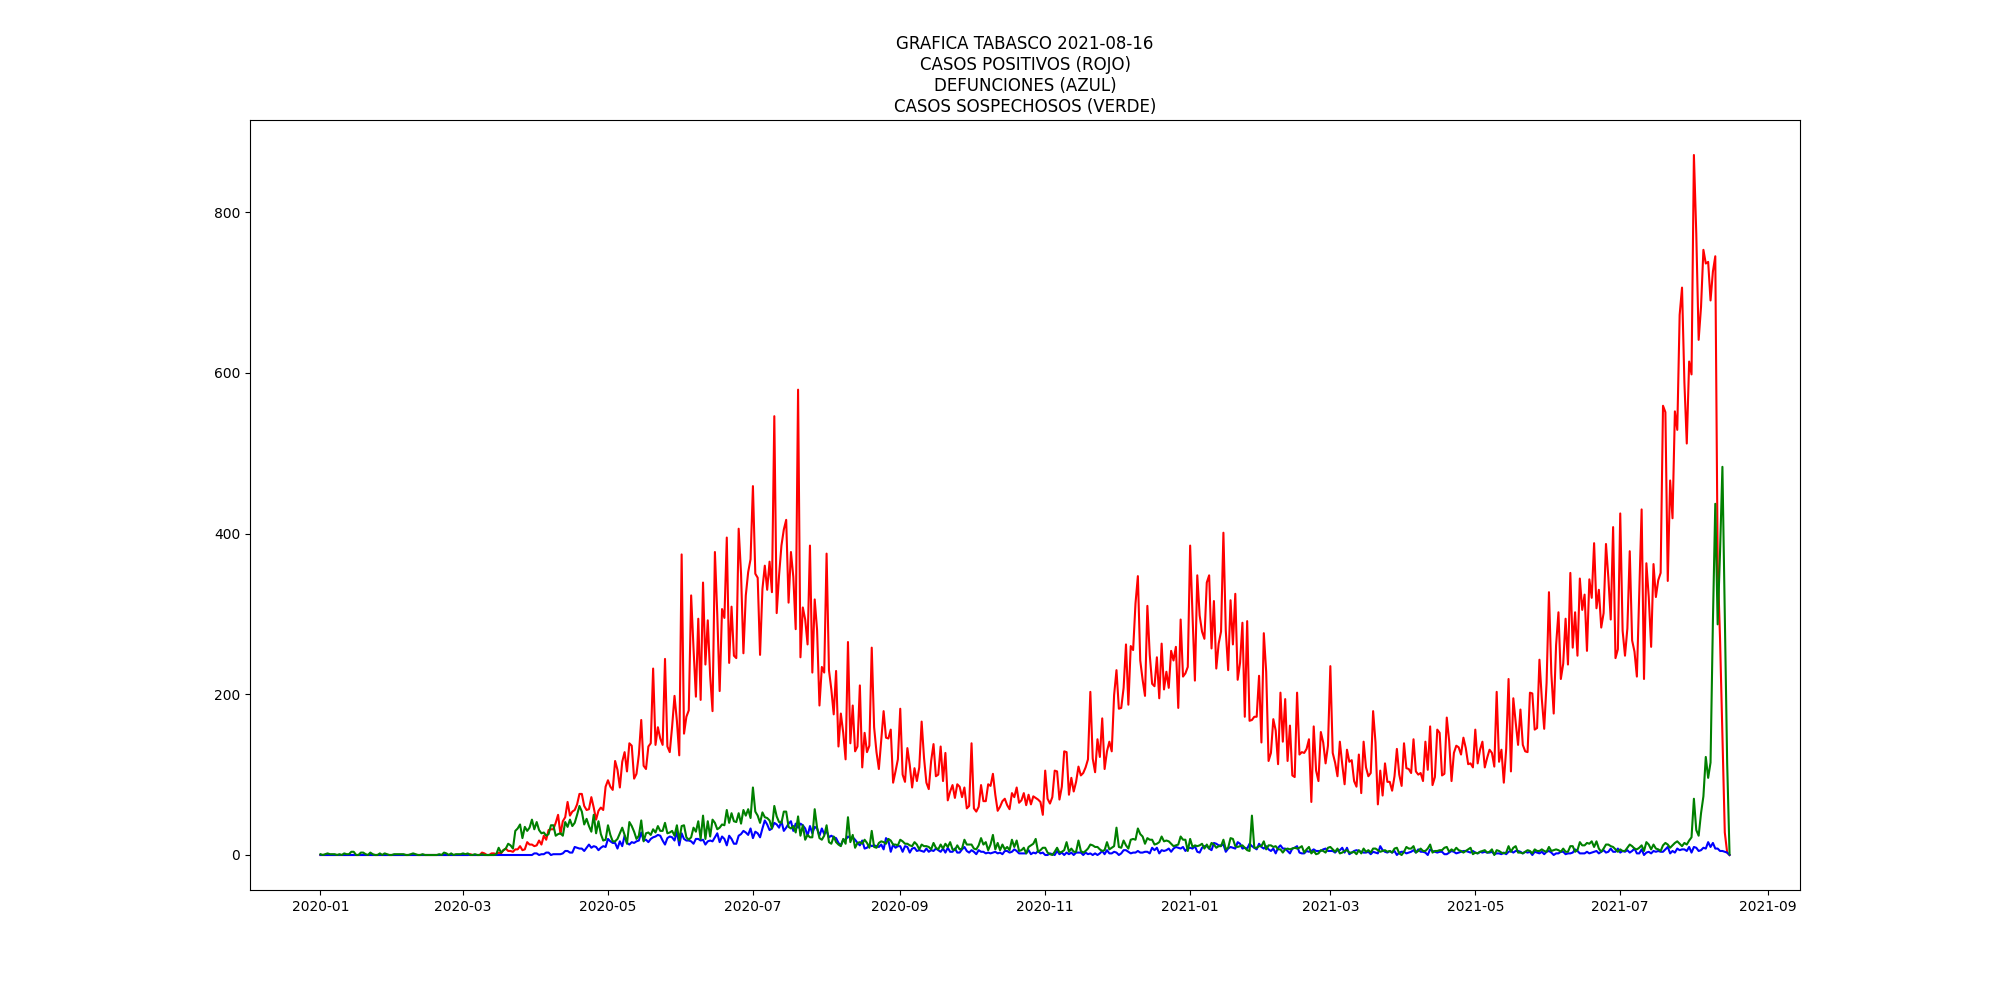 GRAFICA TABASCO 2021-08-16
CASOS POSITIVOS (ROJO)
DEFUNCIONES (AZUL)
CASOS SOSPECHOSOS (VERDE)
800
600
400
200
0
2020-01 2020-03 2020-05 2020-07 2020-09 2020-11 2021-01 2021-03 2021-05 2021-07 2021-09